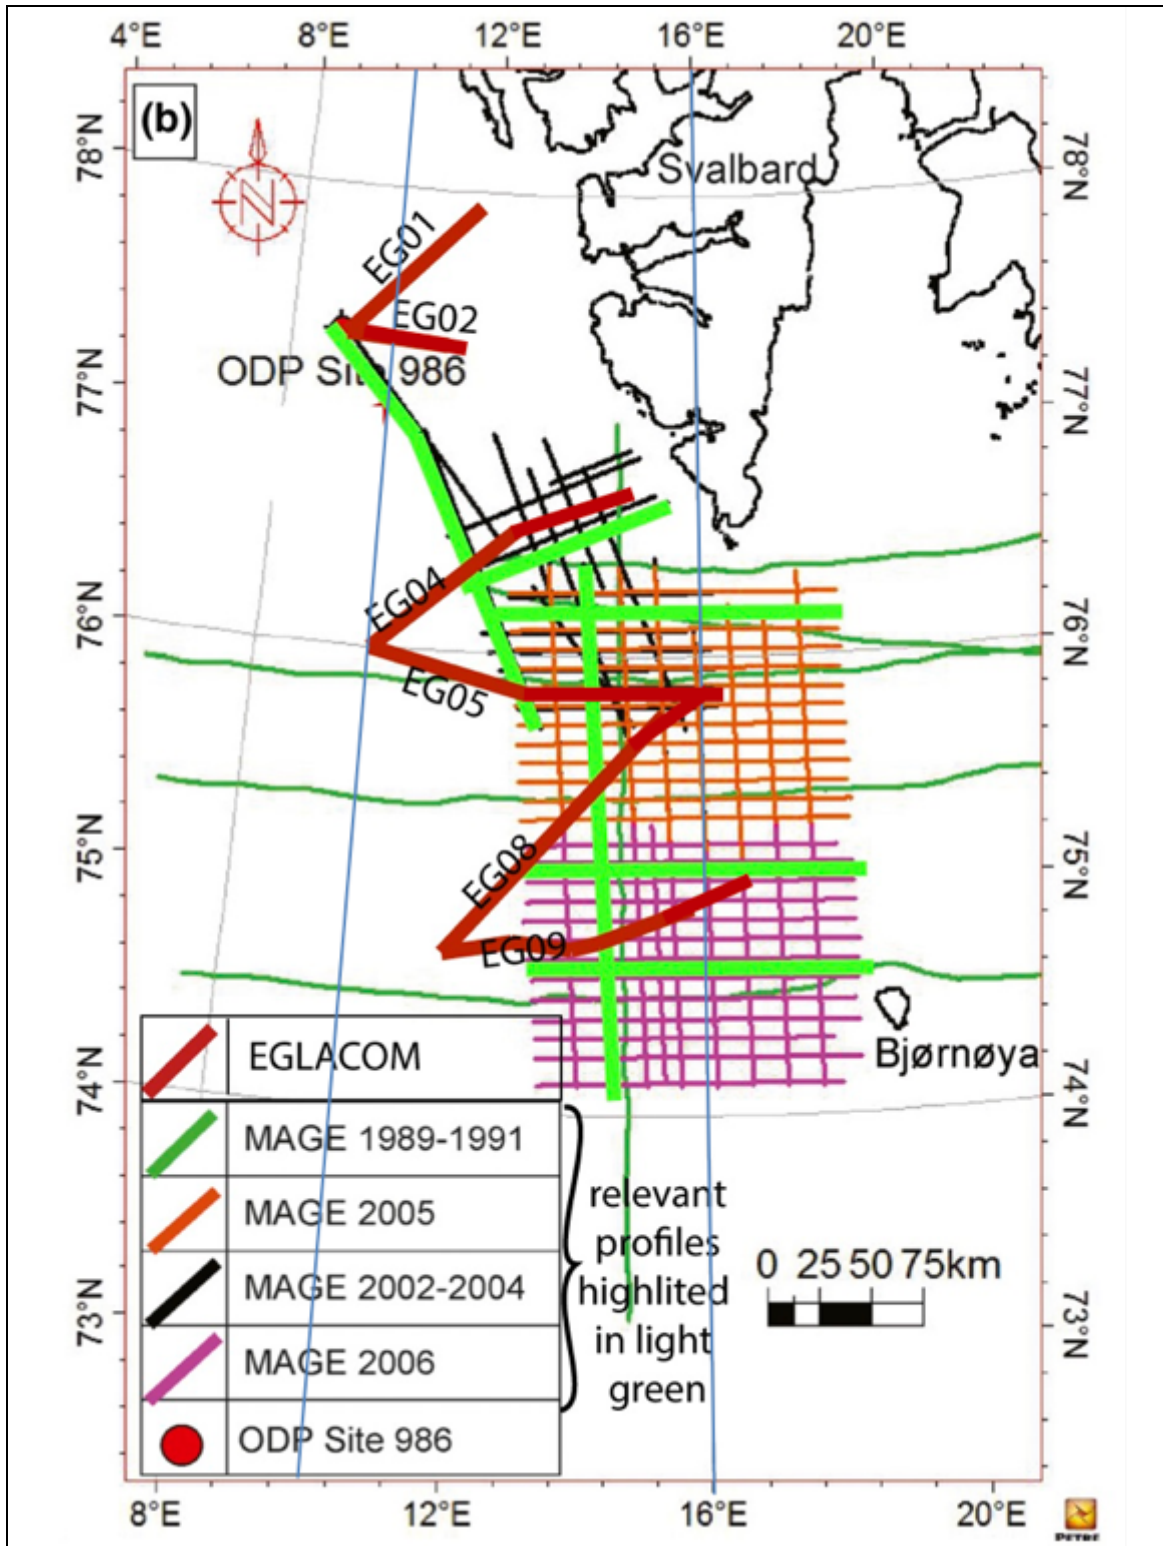 4°E 8°E 12°E 16°E 20°E
(b)
78°N 78°N
Svalbard
N
EG01
EG02
ODP Site 986
77°N 77°N
EG04
76°N 76°N
EG05
75°N 75°N
EG08
EG09
Bjørnøya
74°N 74°N
EGLACOM
MAGE 1989-1991
MAGE 2005
MAGE 2002-2004
MAGE 2006
ODP Site 986
relevant
profiles
highlited
in light
green
0 25 50 75km
73°N 73°N
8°E 12°E 16°E 20°E
PETRE